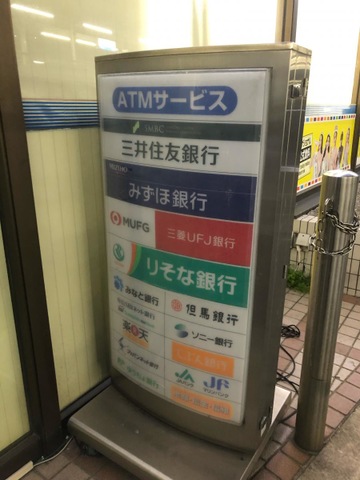 ATMサービス
SMBC
三井住友銀行
MIZUHO
みずほ銀行
MUFG
三菱UFJ銀行
りそな銀行
みなと銀行
但馬銀行
楽天
ソニー銀行
JA
JF